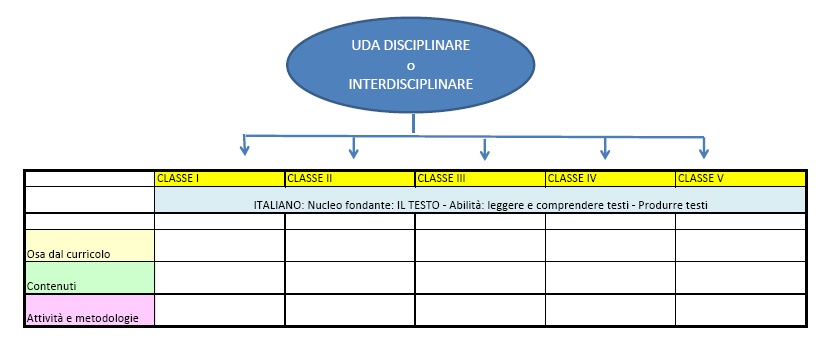 UDA DISCIPLINARE
o
INTERDISCIPLINARE
CLASSE I CLASSE II CLASSE III CLASSE IV CLASSE V
ITALIANO: Nucleo fondante: IL TESTO - Abilità: leggere e comprendere testi - Produrre testi
Osa dal curricolo
Contenuti
Attività e metodologie